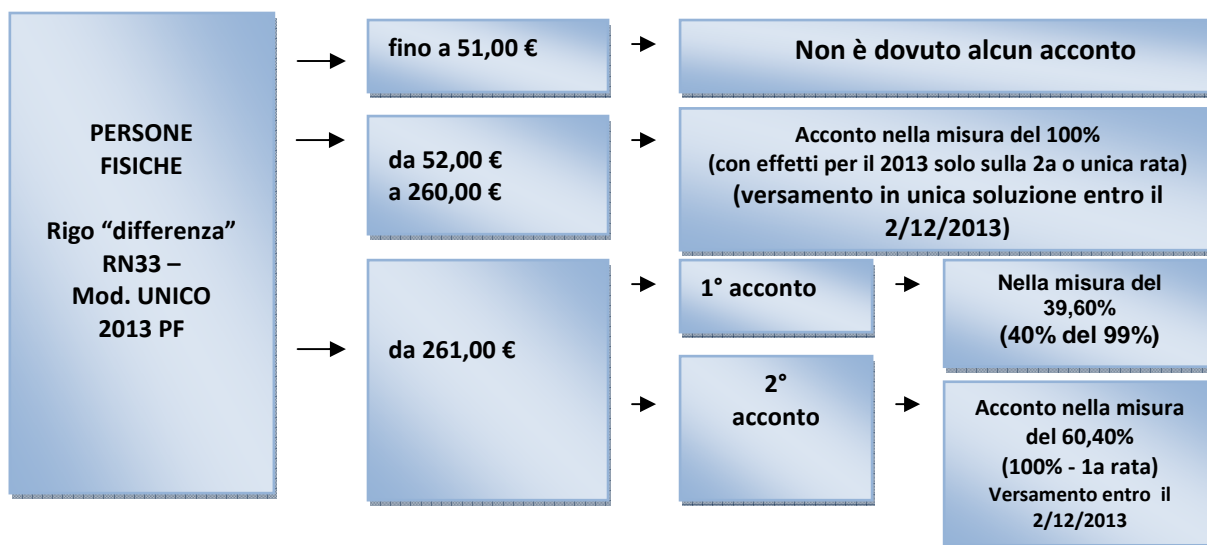 PERSONE
FISICHE
Rigo “differenza”
RN33 –
Mod. UNICO
2013 PF
fino a 51,00 €
Non è dovuto alcun acconto
da 52,00 €
a 260,00 €
Acconto nella misura del 100%
(con effetti per il 2013 solo sulla 2a o unica rata)
(versamento in unica soluzione entro il
2/12/2013)
da 261,00 €
1° acconto
Nella misura del
39,60%
(40% del 99%)
2°
acconto
Acconto nella misura
del 60,40%
(100% - 1a rata)
Versamento entro il
2/12/2013